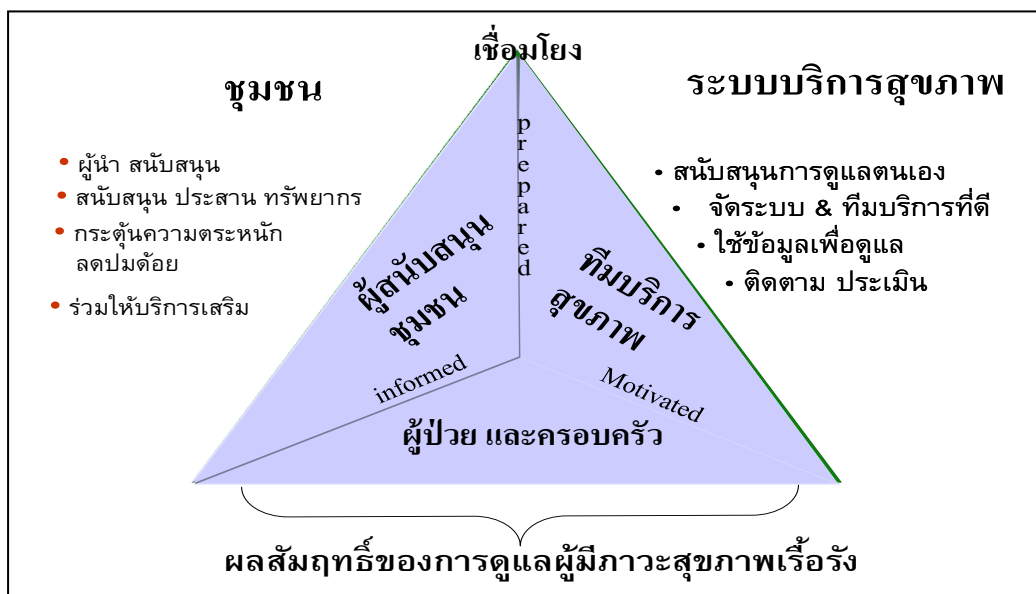 เชื่อมโยง
ชุมชน
ระบบบริการสุขภาพ
• ผู้นำ สนับสนุน
• สนับสนุน ประสาน ทรัพยากร
• กระตุ้นความตระหนัก
ลดปมด้อย
• ร่วมให้บริการเสริม
• สนับสนุนการดูแลตนเอง
• จัดระบบ & ทีมบริการที่ดี
• ใช้ข้อมูลเพื่อดูแล
• ติดตาม ประเมิน
prepared
ผู้สนับสนุน
ชุมชน
ทีมบริการ
สุขภาพ
informed
Motivated
ผู้ป่วย และครอบครัว
ผลสัมฤทธิ์ของการดูแลผู้มีภาวะสุขภาพเรื้อรัง